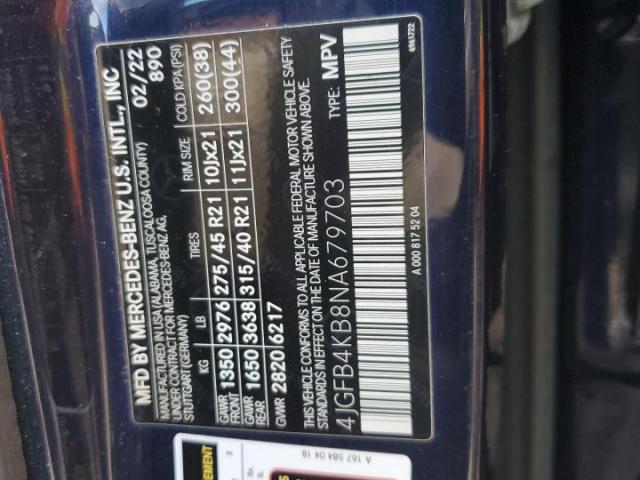 MFD BY MERCEDES-BENZ U.S. INTL., INC
MANUFACTURED IN USA (ALABAMA, TUSCALOOSA COUNTY) 02/22
UNDER CONTRACT FOR MERCEDES-BENZ AG, 890
STUTTGART (GERMANY)
KG LB TIRES RIM SIZE COLD KPA (PSI)
GAWR FRONT 1350 2976 275/45 R21 10Jx21 260(38)
GAWR REAR 1650 3638 315/40 R21 11Jx21 300(44)
GVWR 2820 6217
THIS VEHICLE CONFORMS TO ALL APPLICABLE FEDERAL MOTOR VEHICLE SAFETY
STANDARDS IN EFFECT ON THE DATE OF MANUFACTURE SHOWN ABOVE.
4JGFB4KB8NA679703 TYPE: MPV
A 000 817 52 04 6961722
A 167 584 04 18